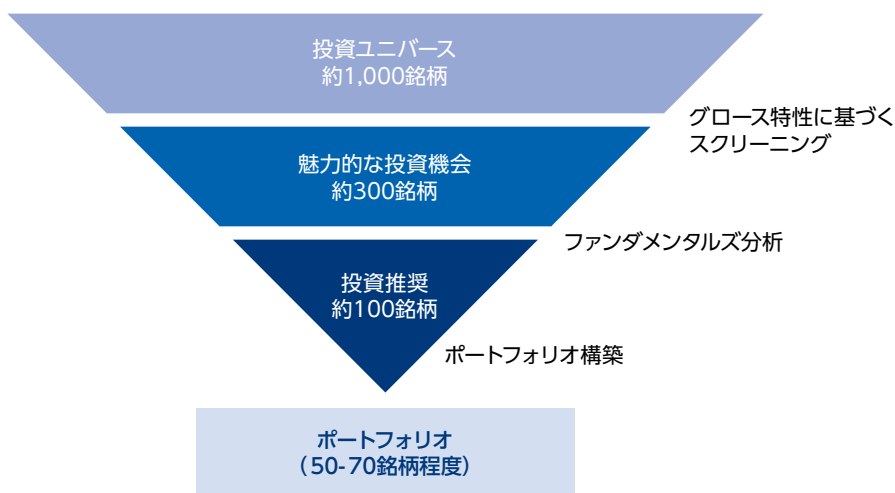 投資ユニバース
約1,000銘柄
グロース特性に基づく
スクリーニング
魅力的な投資機会
約300銘柄
ファンダメンタルズ分析
投資推奨
約100銘柄
ポートフォリオ構築
ポートフォリオ
（50-70銘柄程度）